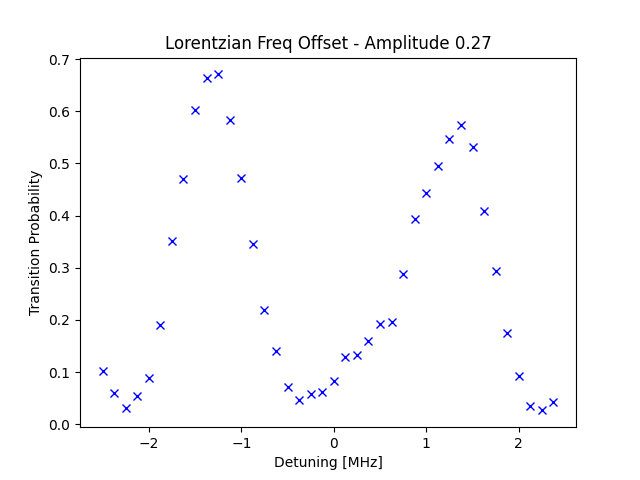 Lorentzian Freq Offset - Amplitude 0.27
0.7
0.6
0.5
0.4
0.3
0.2
0.1
0.0
Transition Probability
−2 −1 0 1 2
Detuning [MHz]